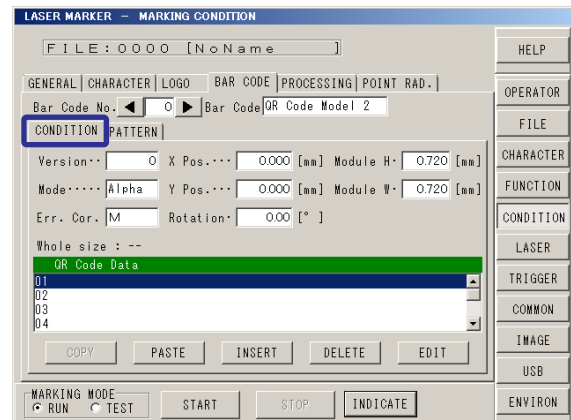 LASER MARKER – MARKING CONDITION
FILE:0000 [NoName ]
GENERAL CHARACTER LOGO BAR CODE PROCESSING POINT RAD.
Bar Code No. 0 Bar Code QR Code Model 2
CONDITION PATTERN
Version·· 0 X Pos.··· 0.000 [mm] Module H· 0.720 [mm]
Mode····· Alpha Y Pos.··· 0.000 [mm] Module W· 0.720 [mm]
Err. Cor. M Rotation· 0.00 [° ]
Whole size : --
QR Code Data
01
02
03
04
COPY PASTE INSERT DELETE EDIT
MARKING MODE
RUN TEST START STOP INDICATE
HELP
OPERATOR
FILE
CHARACTER
FUNCTION
CONDITION
LASER
TRIGGER
COMMON
IMAGE
USB
ENVIRON